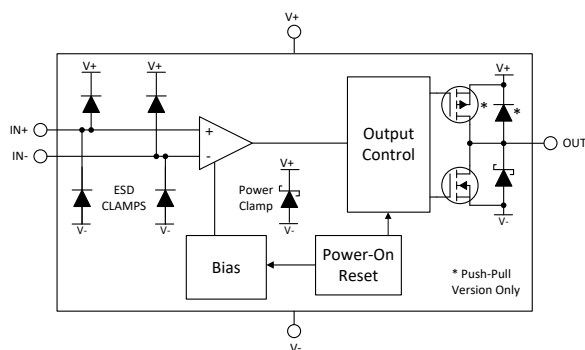 V+
V+
V+
V+
IN+
IN-
+
-
*
*
OUT
Output
Control
ESD
CLAMPS
V+
Power
Clamp
V-
V-
V-
V-
Bias
Power-On
Reset
* Push-Pull
Version Only
V-